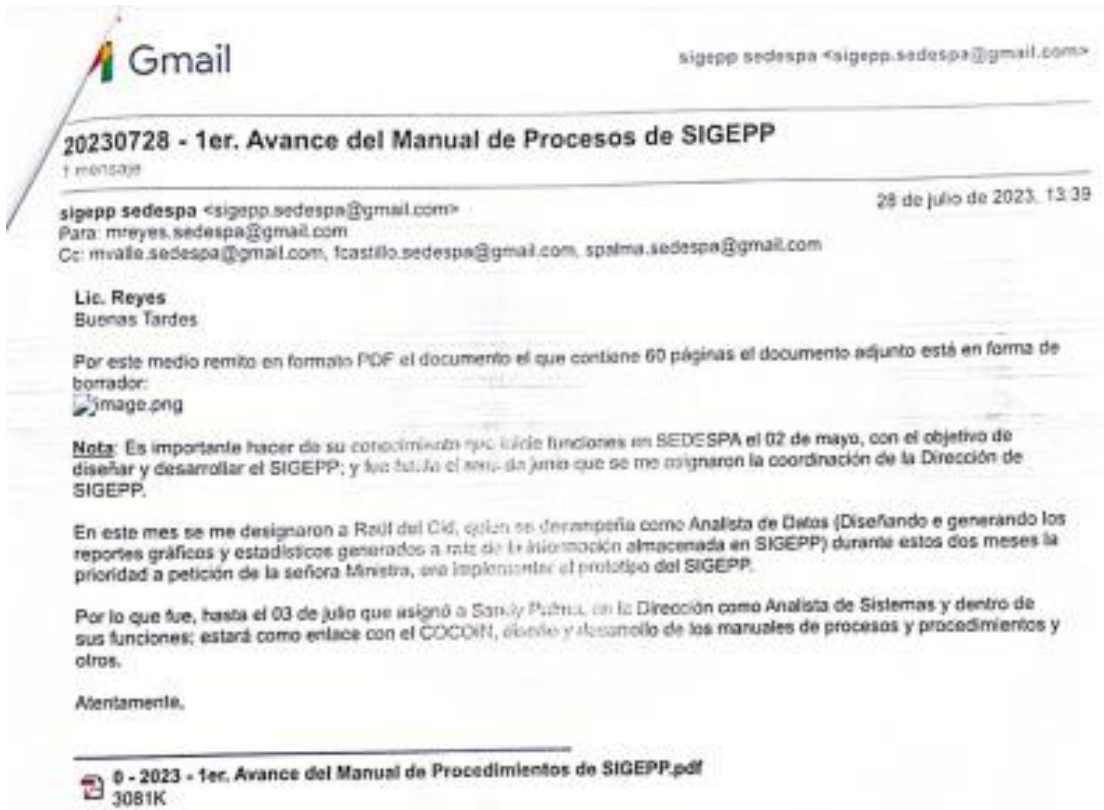 Gmail
sigepp sedespa <sigepp.sedespa@gmail.com>
20230728 - 1er. Avance del Manual de Procesos de SIGEPP
1 mensaje
sigepp sedespa <sigepp.sedespa@gmail.com>
28 de julio de 2023, 13:39
Para: mreyes.sedespa@gmail.com
Cc: mvalle.sedespa@gmail.com, fcastillo.sedespa@gmail.com, spalma.sedespa@gmail.com
Lic. Reyes
Buenas Tardes
Por este medio remito en formato PDF el documento el que contiene 60 páginas el documento adjunto está en forma de
borrador:
image.png
Nota: Es importante hacer de su conocimiento que inicie funciones en SEDESPA el 02 de mayo, con el objetivo de
diseñar y desarrollar el SIGEPP; y fue hasta el mes de junio que se me asignaron la coordinación de la Dirección de
SIGEPP.
En este mes se me designaron a Raúl del Cid, quien se desempeña como Analista de Datos (Diseñando e generando los
reportes gráficos y estadísticos generados a raíz de la información almacenada en SIGEPP) durante estos dos meses la
prioridad a petición de la señora Ministra, era implementar el prototipo del SIGEPP.
Por lo que fue, hasta el 03 de julio que asignó a Sandy Palma, en la Dirección como Analista de Sistemas y dentro de
sus funciones; estará como enlace con el COCOIN, diseño y desarrollo de los manuales de procesos y procedimientos y
otros.
Atentamente,
0 - 2023 - 1er. Avance del Manual de Procedimientos de SIGEPP.pdf
3081K